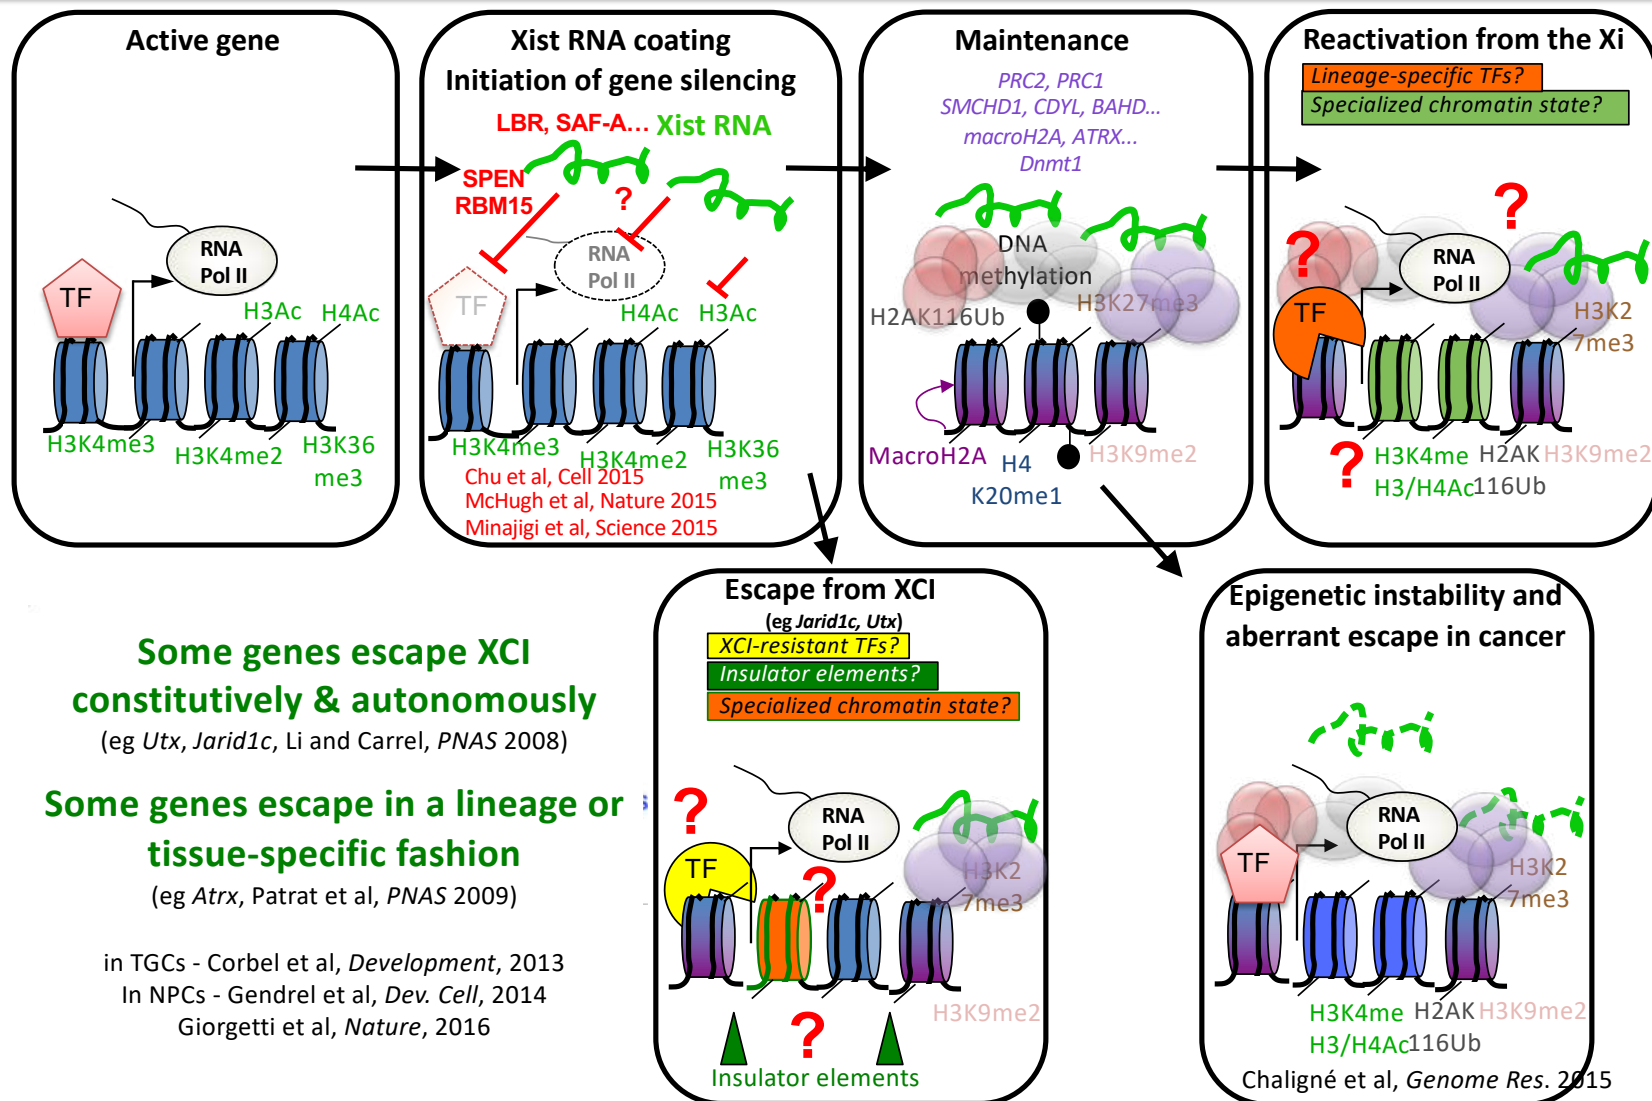 Active gene
RNA
Pol II
TF
H3Ac H4Ac
H3K4me3
H3K4me2
H3K36
me3
Xist RNA coating
Initiation of gene silencing
LBR, SAF-A... Xist RNA
SPEN
RBM15
?
RNA
Pol II
TF
H4Ac H3Ac
H3K4me3
H3K4me2
H3K36
me3
Chu et al, Cell 2015
McHugh et al, Nature 2015
Minajigi et al, Science 2015
Maintenance
PRC2, PRC1
SMCHD1, CDYL, BAHD...
macroH2A, ATRX...
Dnmt1
DNA
methylation
H2AK116Ub
H3K27me3
MacroH2A
H4
K20me1
H3K9me2
Reactivation from the Xi
Lineage-specific TFs?
Specialized chromatin state?
?
?
RNA
Pol II
TF
H3K2
7me3
?
H3K4me H2AK H3K9me2
H3/H4Ac 116Ub
Some genes escape XCI
constitutively & autonomously
(eg Utx, Jarid1c, Li and Carrel, PNAS 2008)
Some genes escape in a lineage or
tissue-specific fashion
(eg Atrx, Patrat et al, PNAS 2009)
in TGCs - Corbel et al, Development, 2013
In NPCs - Gendrel et al, Dev. Cell, 2014
Giorgetti et al, Nature, 2016
Escape from XCI
(eg Jarid1c, Utx)
XCI-resistant TFs?
Insulator elements?
Specialized chromatin state?
?
RNA
Pol II
TF
?
H3K2
7me3
H3K9me2
?
Insulator elements
Epigenetic instability and
aberrant escape in cancer
RNA
Pol II
TF
H3K2
7me3
H3K4me H2AK H3K9me2
H3/H4Ac 116Ub
Chaligné et al, Genome Res. 2015